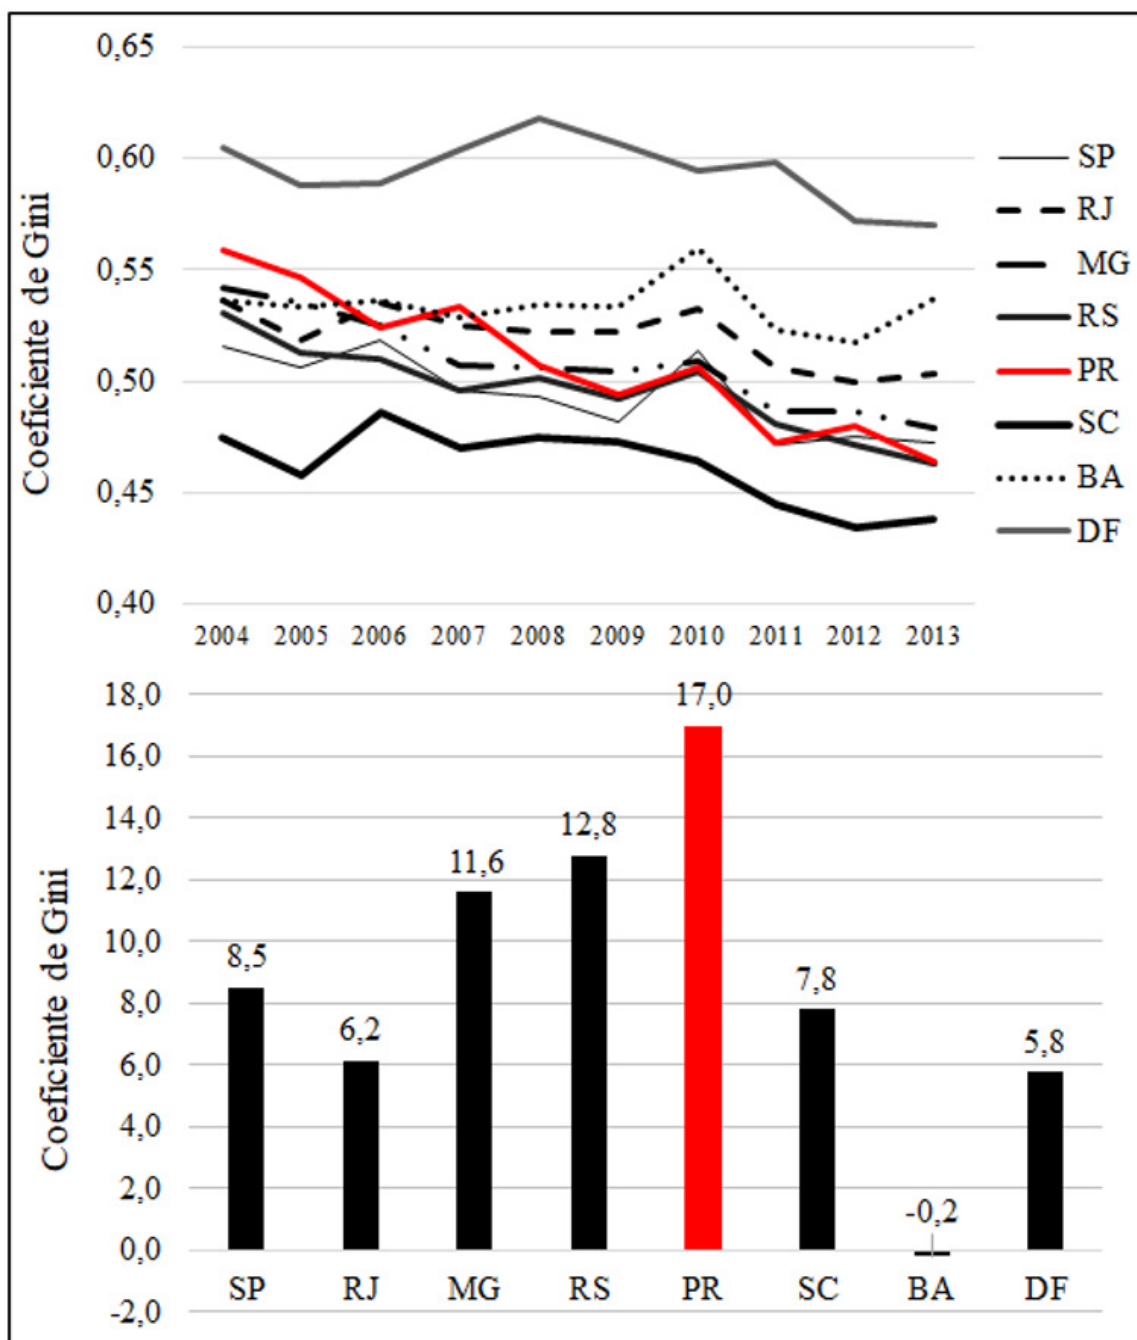 Coeficiente de Gini
0,65
0,60
0,55
0,50
0,45
0,40
2004 2005 2006 2007 2008 2009 2010 2011 2012 2013
SP
RJ
MG
RS
PR
SC
BA
DF
Coeficiente de Gini
18,0
16,0
14,0
12,0
10,0
8,0
6,0
4,0
2,0
0,0
-2,0
8,5 6,2 11,6 12,8 17,0 7,8 -0,2 5,8
SP RJ MG RS PR SC BA DF